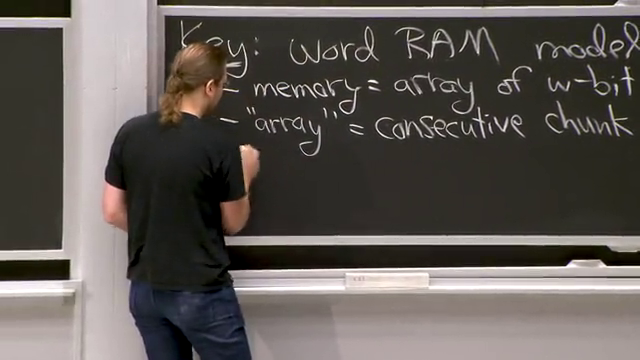 Key: word RAM model
- memory = array of w-bit
- "array" = consecutive chunk